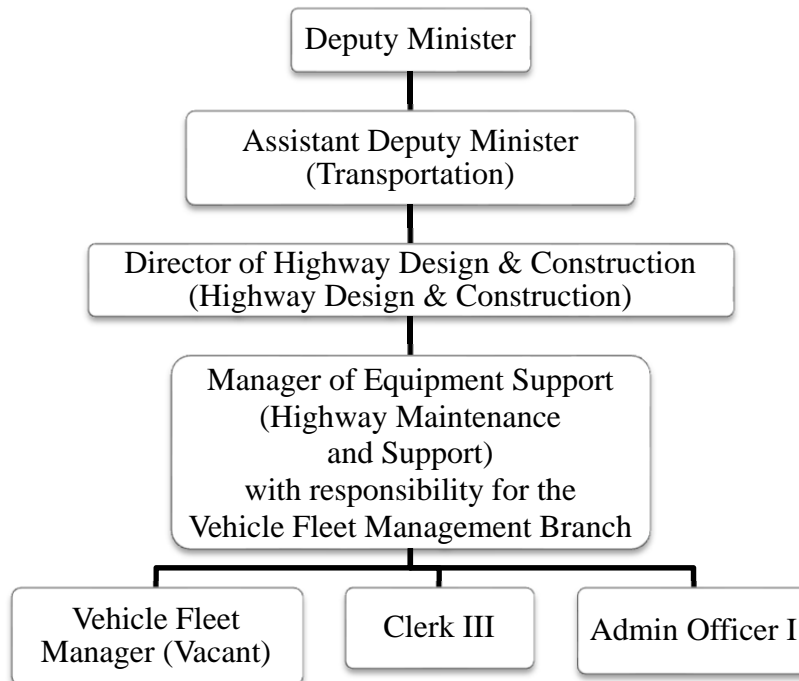 Deputy Minister
Assistant Deputy Minister
(Transportation)
Director of Highway Design & Construction
(Highway Design & Construction)
Manager of Equipment Support
(Highway Maintenance
and Support)
with responsibility for the
Vehicle Fleet Management Branch
Vehicle Fleet
Manager (Vacant)
Clerk III
Admin Officer I